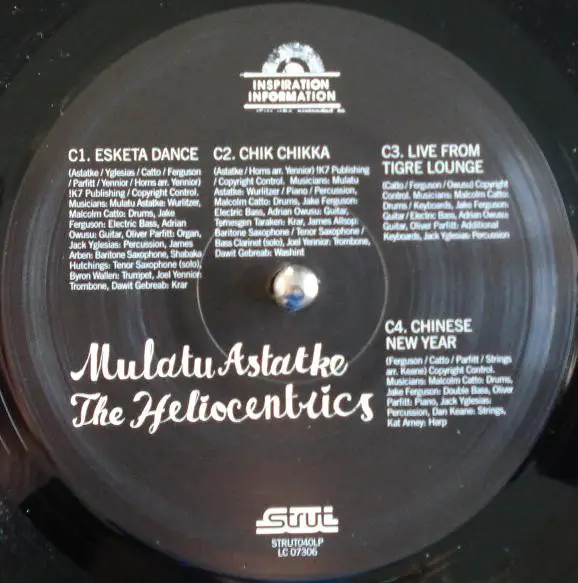 INSPIRATION
INFORMATION
C1. ESKETA DANCE
(Astatke / Yglesias / Catto / Ferguson
/ Parfitt / Yennior / Horns arr. Yennior)
!K7 Publishing / Copyright Control.
Musicians: Mulatu Astatke: Wurlitzer,
Malcolm Catto: Drums, Jake
Ferguson: Electric Bass, Adrian
Owusu: Guitar, Oliver Parfitt: Organ,
Jack Yglesias: Percussion, James
Arben: Baritone Saxophone, Shabaka
Hutchings: Tenor Saxophone (solo),
Byron Wallen: Trumpet, Joel Yennior:
Trombone, Dawit Gebreab: Krar
C2. CHIK CHIKKA
(Astatke / Horns arr. Yennior) !K7 Publishing
/ Copyright Control. Musicians: Mulatu
Astatke: Wurlitzer / Piano / Percussion,
Malcolm Catto: Drums, Jake Ferguson:
Electric Bass, Adrian Owusu: Guitar,
Temesgen Taraken: Krar, James Allsop:
Baritone Saxophone / Tenor Saxophone /
Bass Clarinet (solo), Joel Yennior: Trombone,
Dawit Gebreab: Washint
C3. LIVE FROM
TIGRE LOUNGE
(Catto / Ferguson / Owusu) Copyright
Control. Musicians: Malcolm Catto:
Drums / Keyboards, Jake Ferguson:
Guitar / Electric Bass, Adrian Owusu:
Guitar, Oliver Parfitt: Additional
Keyboards, Jack Yglesias: Percussion
C4. CHINESE
NEW YEAR
(Ferguson / Catto / Parfitt / Strings
arr. Keane) Copyright Control.
Musicians: Malcolm Catto: Drums,
Jake Ferguson: Double Bass, Oliver
Parfitt: Piano, Jack Yglesias:
Percussion, Dan Keane: Strings,
Kat Arney: Harp
Mulatu Astatke
The Heliocentrics
strut
STRUT040LP
LC 07306